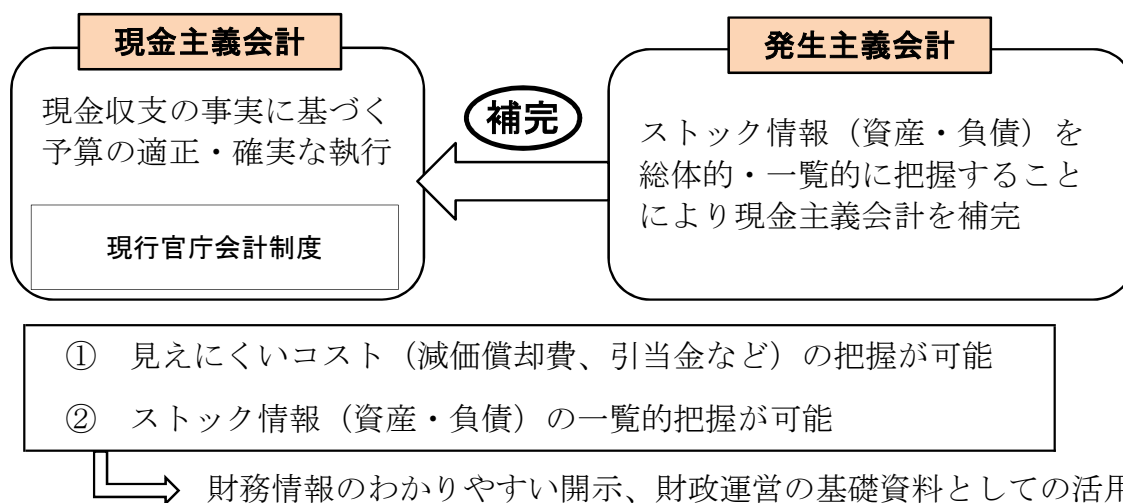 現金主義会計
現金収支の事実に基づく
予算の適正・確実な執行
現行官庁会計制度
補完
発生主義会計
ストック情報（資産・負債）を
総体的・一覧的に把握すること
により現金主義会計を補完
① 見えにくいコスト（減価償却費、引当金など）の把握が可能
② ストック情報（資産・負債）の一覧的把握が可能
財務情報のわかりやすい開示、財政運営の基礎資料としての活用